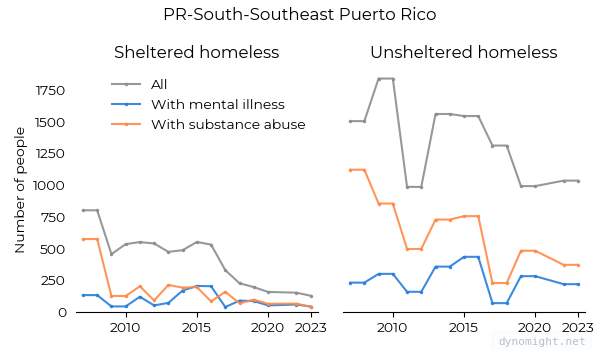 PR-South-Southeast Puerto Rico
Sheltered homeless
Unsheltered homeless
All
With mental illness
With substance abuse
Number of people
1750
1500
1250
1000
750
500
250
0
2010 2015 2020 2023
2010 2015 2020 2023
dynomight.net